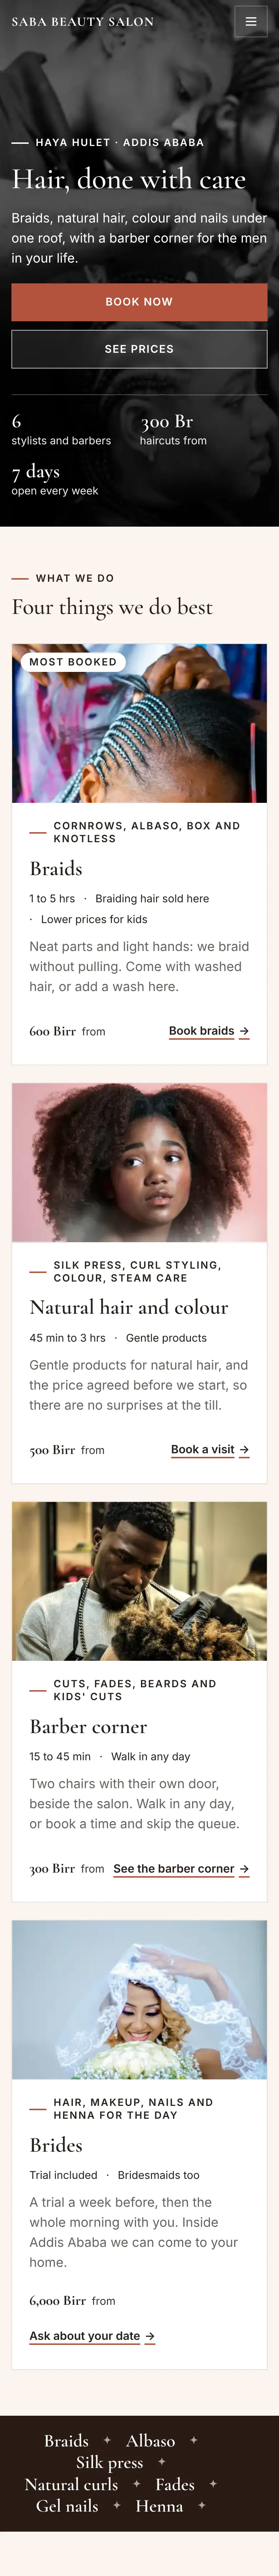 SABA BEAUTY SALON
HAYA HULET · ADDIS ABABA
Hair, done with care
Braids, natural hair, colour and nails under
one roof, with a barber corner for the men
in your life.
BOOK NOW
SEE PRICES
6
stylists and barbers
300 Br
haircuts from
7 days
open every week
WHAT WE DO
Four things we do best
MOST BOOKED
CORNROWS, ALBASO, BOX AND
KNOTLESS
Braids
1 to 5 hrs · Braiding hair sold here
· Lower prices for kids
Neat parts and light hands: we braid
without pulling. Come with washed
hair, or add a wash here.
600 Birr from
Book braids →
SILK PRESS, CURL STYLING,
COLOUR, STEAM CARE
Natural hair and colour
45 min to 3 hrs · Gentle products
Gentle products for natural hair, and
the price agreed before we start, so
there are no surprises at the till.
500 Birr from
Book a visit →
CUTS, FADES, BEARDS AND
KIDS' CUTS
Barber corner
15 to 45 min · Walk in any day
Two chairs with their own door,
beside the salon. Walk in any day,
or book a time and skip the queue.
300 Birr from
See the barber corner →
HAIR, MAKEUP, NAILS AND
HENNA FOR THE DAY
Brides
Trial included · Bridesmaids too
A trial a week before, then the
whole morning with you. Inside
Addis Ababa we can come to your
home.
6,000 Birr from
Ask about your date →
Braids ✦ Albaso ✦
Silk press ✦
Natural curls ✦ Fades ✦
Gel nails ✦ Henna ✦